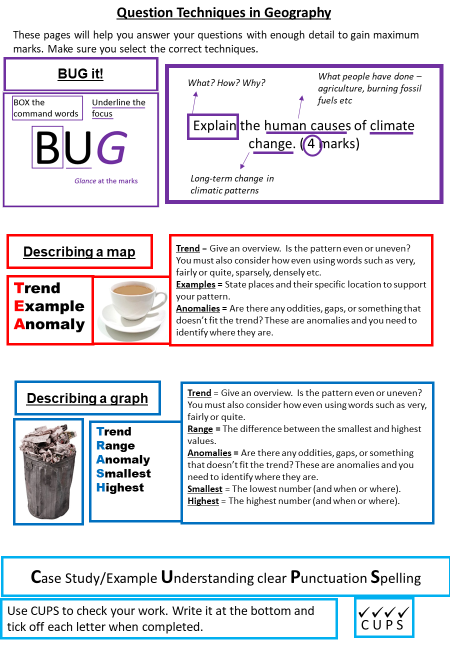 Question Techniques in Geography
These pages will help you answer your questions with enough detail to gain maximum
marks. Make sure you select the correct techniques.
BUG it!
BOX the
command words
Underline the
focus
BUG
Glance at the marks
What? How? Why?
What people have done –
agriculture, burning fossil
fuels etc
Explain the human causes of climate
change. ( 4 marks)
Long-term change in
climatic patterns
Describing a map
Trend
Example
Anomaly
Trend – Give an overview. Is the pattern even or uneven?
You must also consider how even using words such as very,
fairly or quite, sparsely, densely etc.
Examples = State places and their specific location to support
your pattern.
Anomalies = Are there any oddities, gaps, or something that
doesn't fit the trend? These are anomalies and you need to
identify where they are.
Describing a graph
Trend
Range
Anomaly
Smallest
Highest
Trend = Give an overview. Is the pattern even or uneven?
You must also consider how even using words such as very,
fairly or quite.
Range = The difference between the smallest and highest
values.
Anomalies = Are there any oddities, gaps, or something
that doesn't fit the trend? These are anomalies and you
need to identify where they are.
Smallest = The lowest number (and when or where).
Highest = The highest number (and when or where).
Case Study/Example Understanding clear Punctuation Spelling
Use CUPS to check your work. Write it at the bottom and
tick off each letter when completed.
✓✓✓✓
C U P S